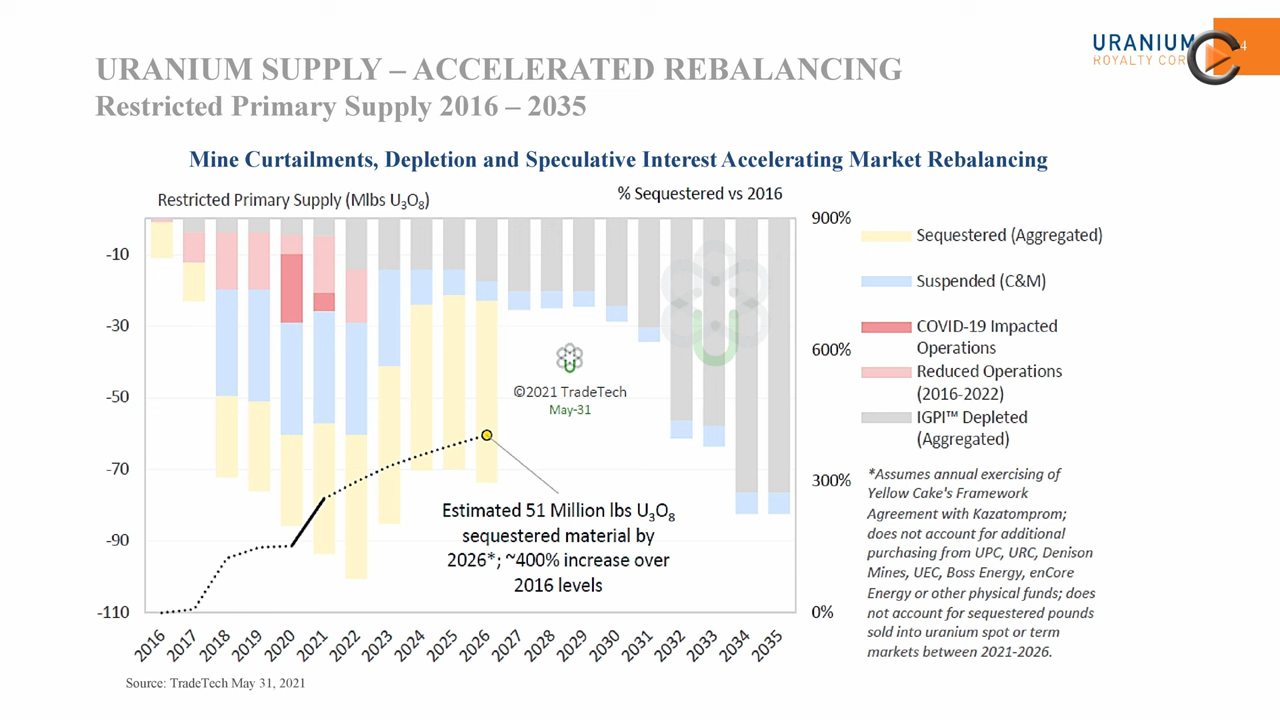 URANIUM
ROYALTY COR
4
URANIUM SUPPLY – ACCELERATED REBALANCING
Restricted Primary Supply 2016 – 2035
Mine Curtailments, Depletion and Speculative Interest Accelerating Market Rebalancing
Restricted Primary Supply (Mlbs U3O8)
% Sequestered vs 2016
-10
-30
-50
-70
-90
-110
900%
600%
300%
0%
©2021 TradeTech
May-31
Estimated 51 Million lbs U3O8
sequestered material by
2026*; ~400% increase over
2016 levels
2016 2017 2018 2019 2020 2021 2022 2023 2024 2025 2026 2027 2028 2029 2030 2031 2032 2033 2034 2035
Sequestered (Aggregated)
Suspended (C&M)
COVID-19 Impacted
Operations
Reduced Operations
(2016-2022)
IGPI™ Depleted
(Aggregated)
*Assumes annual exercising of
Yellow Cake's Framework
Agreement with Kazatomprom;
does not account for additional
purchasing from UPC, URC, Denison
Mines, UEC, Boss Energy, enCore
Energy or other physical funds; does
not account for sequestered pounds
sold into uranium spot or term
markets between 2021-2026.
Source: TradeTech May 31, 2021